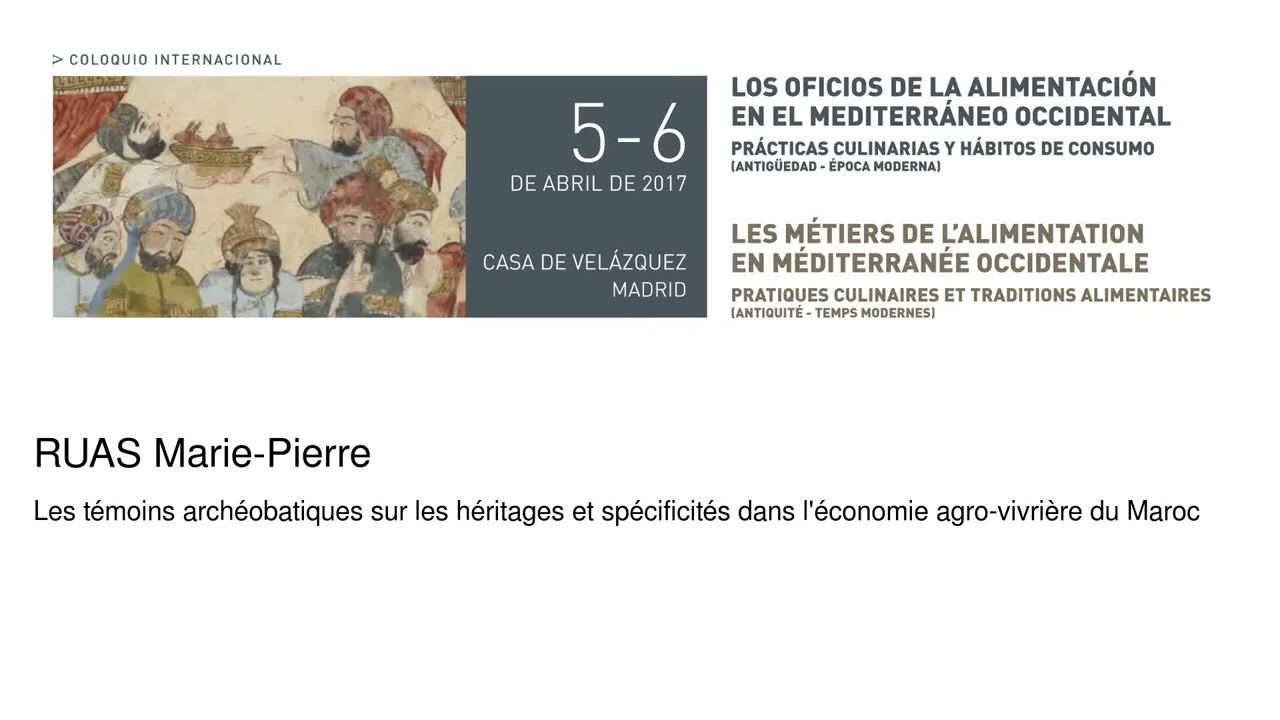 > COLOQUIO INTERNACIONAL
5-6
DE ABRIL DE 2017
CASA DE VELÁZQUEZ
MADRID
LOS OFICIOS DE LA ALIMENTACIÓN
EN EL MEDITERRÁNEO OCCIDENTAL
PRÁCTICAS CULINARIAS Y HÁBITOS DE CONSUMO
(ANTIGÜEDAD - ÉPOCA MODERNA)
LES MÉTIERS DE L'ALIMENTATION
EN MÉDITERRANÉE OCCIDENTALE
PRATIQUES CULINAIRES ET TRADITIONS ALIMENTAIRES
(ANTIQUITÉ - TEMPS MODERNES)
RUAS Marie-Pierre
Les témoins archéobatiques sur les héritages et spécificités dans l'économie agro-vivrière du Maroc